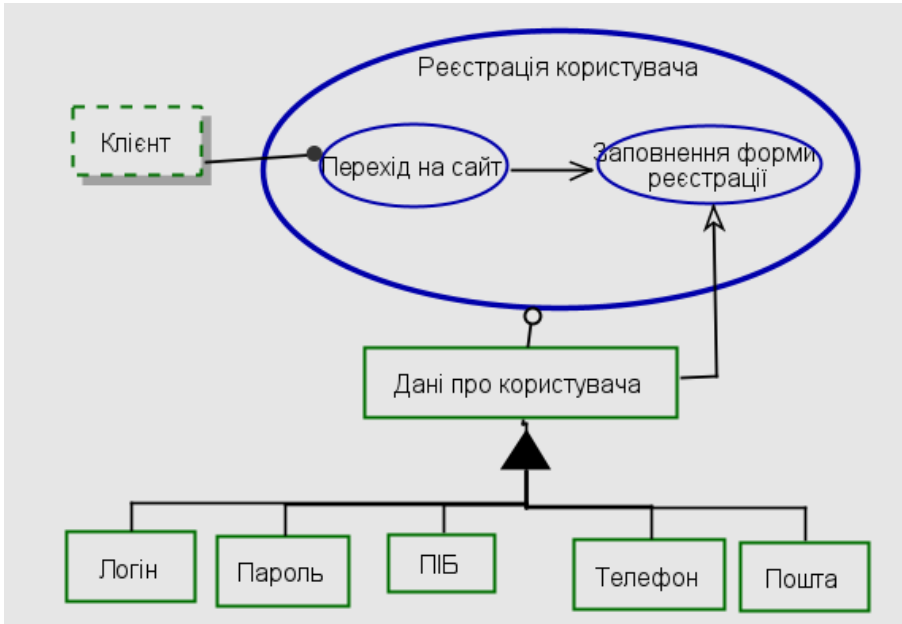 Реєстрація користувача
Клієнт
Перехід на сайт
Заповнення форми
реєстрації
Дані про користувача
Логін
Пароль
ПІБ
Телефон
Пошта